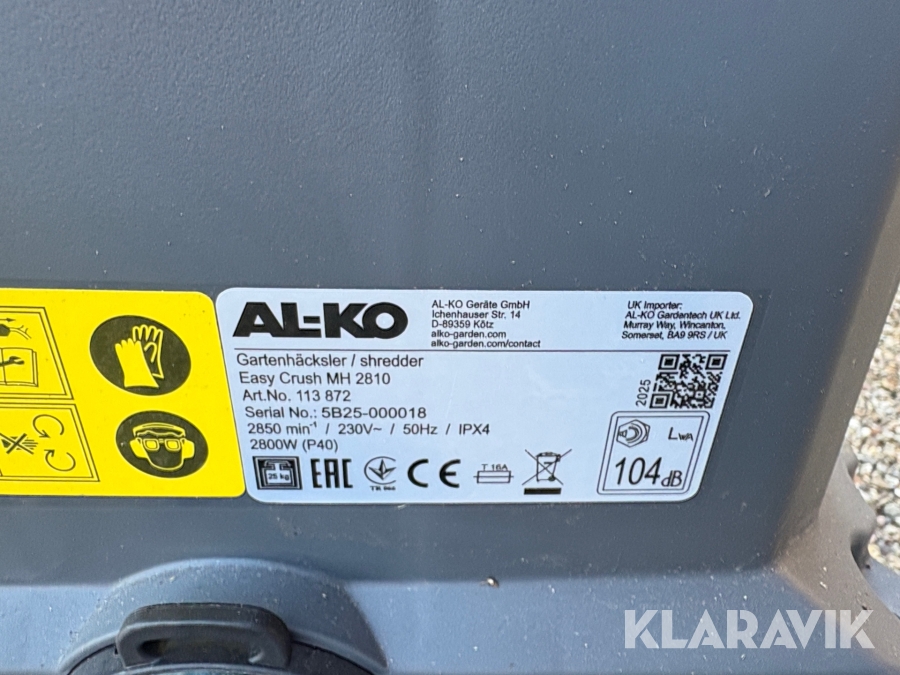 AL-KO
AL-KO Geräte GmbH
Ichenhauser Str. 14
D-89359 Kötz
alko-garden.com
alko-garden.com/contact
UK Importer:
AL-KO Gardentech UK Ltd.
Murray Way, Wincanton,
Somerset, BA9 9RS / UK
Gartenhäcksler / shredder
Easy Crush MH 2810
Art.No. 113 872
Serial No.: 5B25-000018
2850 min⁻¹ / 230V~ / 50Hz / IPX4
2800W (P40)
2025
25 kg
EAC
CE
T 16A
LWA
104 dB
KLARAVIK